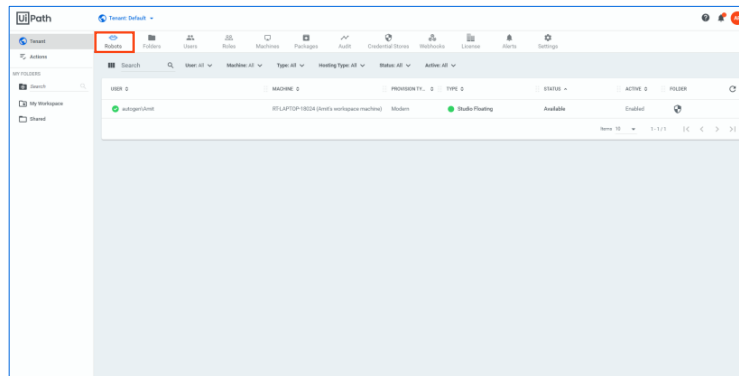 UiPath
Tenant: Default
Tenant
Actions
MY FOLDERS
Search
My Workspace
Shared
Robots Folders Users Roles Machines Packages Audit Credential Stores Webhooks License Alerts Settings
Search User: All Machine: All Type: All Hosting Type: All Status: All Active: All
USER MACHINE PROVISION TY... TYPE STATUS ACTIVE FOLDER
autogen\Amit RT-LAPTOP-18024 (Amit's workspace machine) Modern Studio Floating Available Enabled
Items 10 1 - 1 / 1